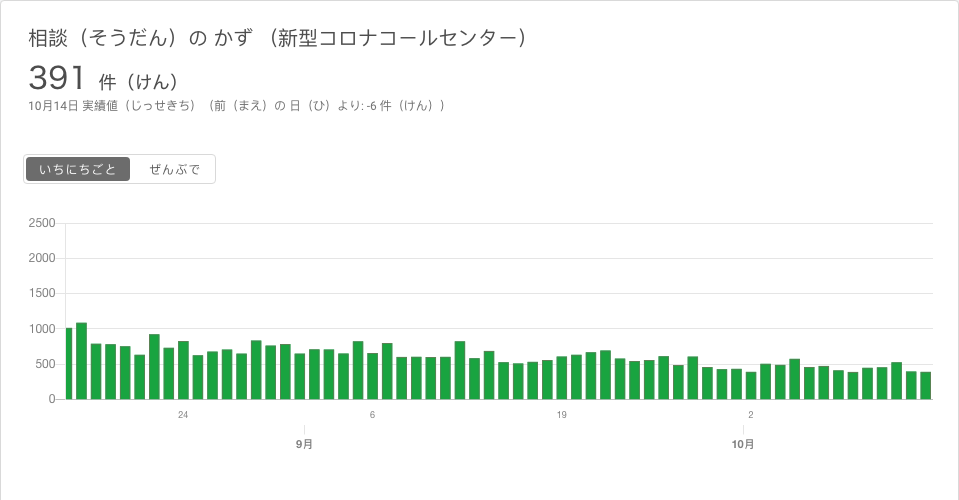 相談（そうだん）の かず （新型コロナコールセンター）
391 件（けん）
10月14日 実績値（じっせきち）（前（まえ）の 日（ひ）より: -6 件（けん））
いちにちごと ぜんぶで
2500
2000
1500
1000
500
0
24 6 19 2
9月 10月